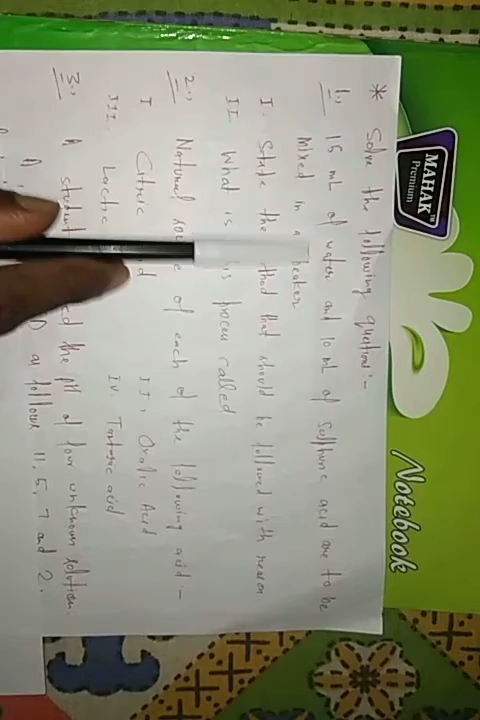 MAHAK
Premium
Notebook
* Solve the following question:-
1., 15 mL of water and 10 mL of sulphuric acid are to be
mixed in a beaker
I. State the that should be followed with reason.
II What is process called
2., Natural of each of the following acid:-
I Citric II, Oxalic Acid
III. Lactic IV. Tartaric acid
3., A student the pH of four unknown solution.
A D as follows 11, 5, 7 and 2.